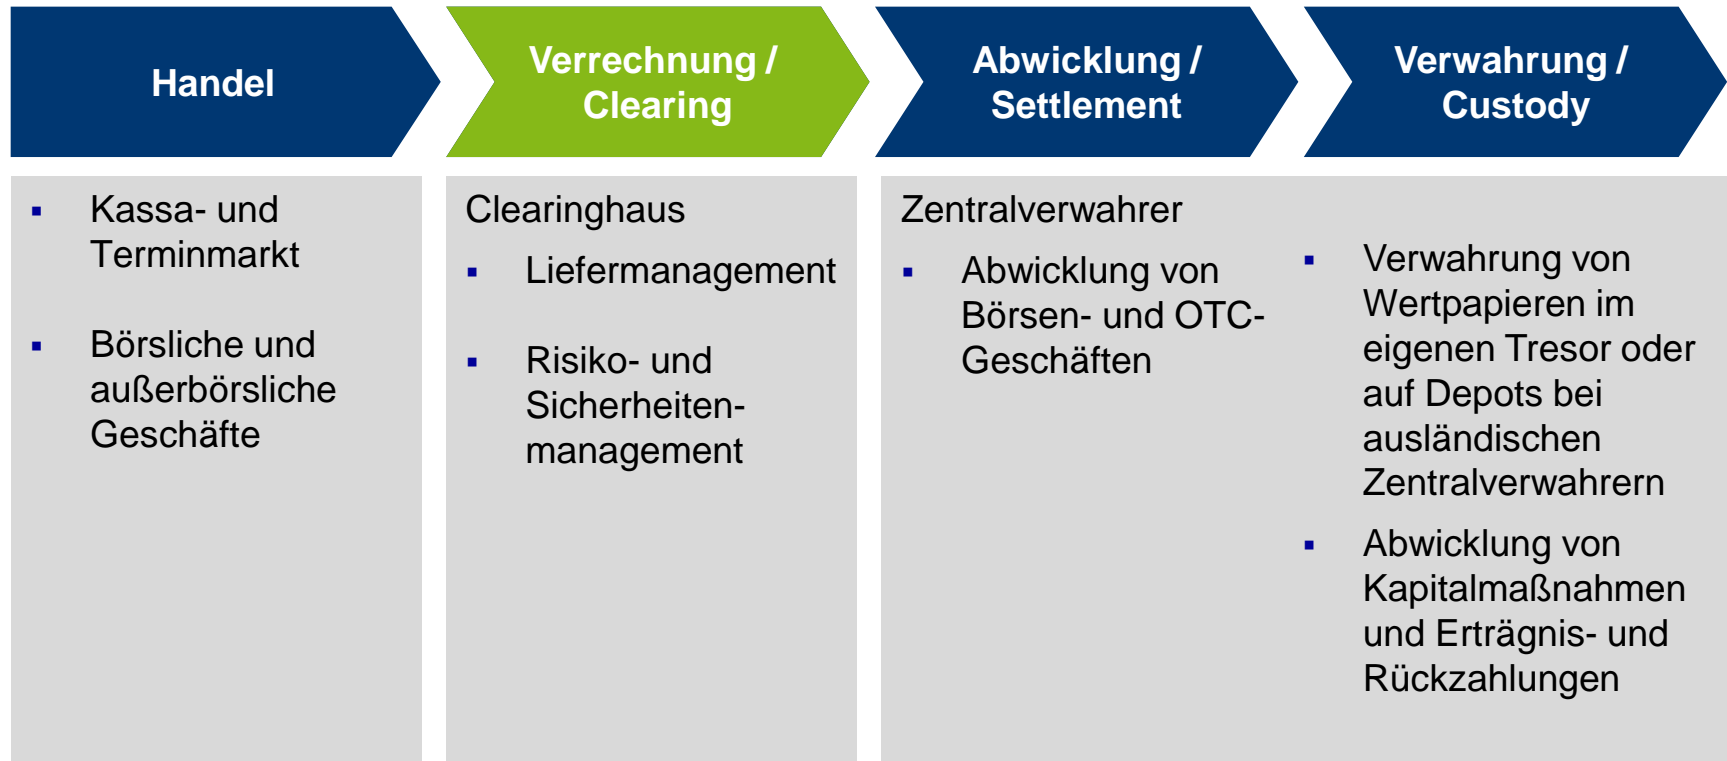 Handel
Verrechnung /
Clearing
Abwicklung /
Settlement
Verwahrung /
Custody
▪ Kassa- und
Terminmarkt
▪ Börsliche und
außerbörsliche
Geschäfte
Clearinghaus
▪ Liefermanagement
▪ Risiko- und
Sicherheiten-
management
Zentralverwahrer
▪ Abwicklung von
Börsen- und OTC-
Geschäften
▪ Verwahrung von
Wertpapieren im
eigenen Tresor oder
auf Depots bei
ausländischen
Zentralverwahrern
▪ Abwicklung von
Kapitalmaßnahmen
und Erträgnis- und
Rückzahlungen